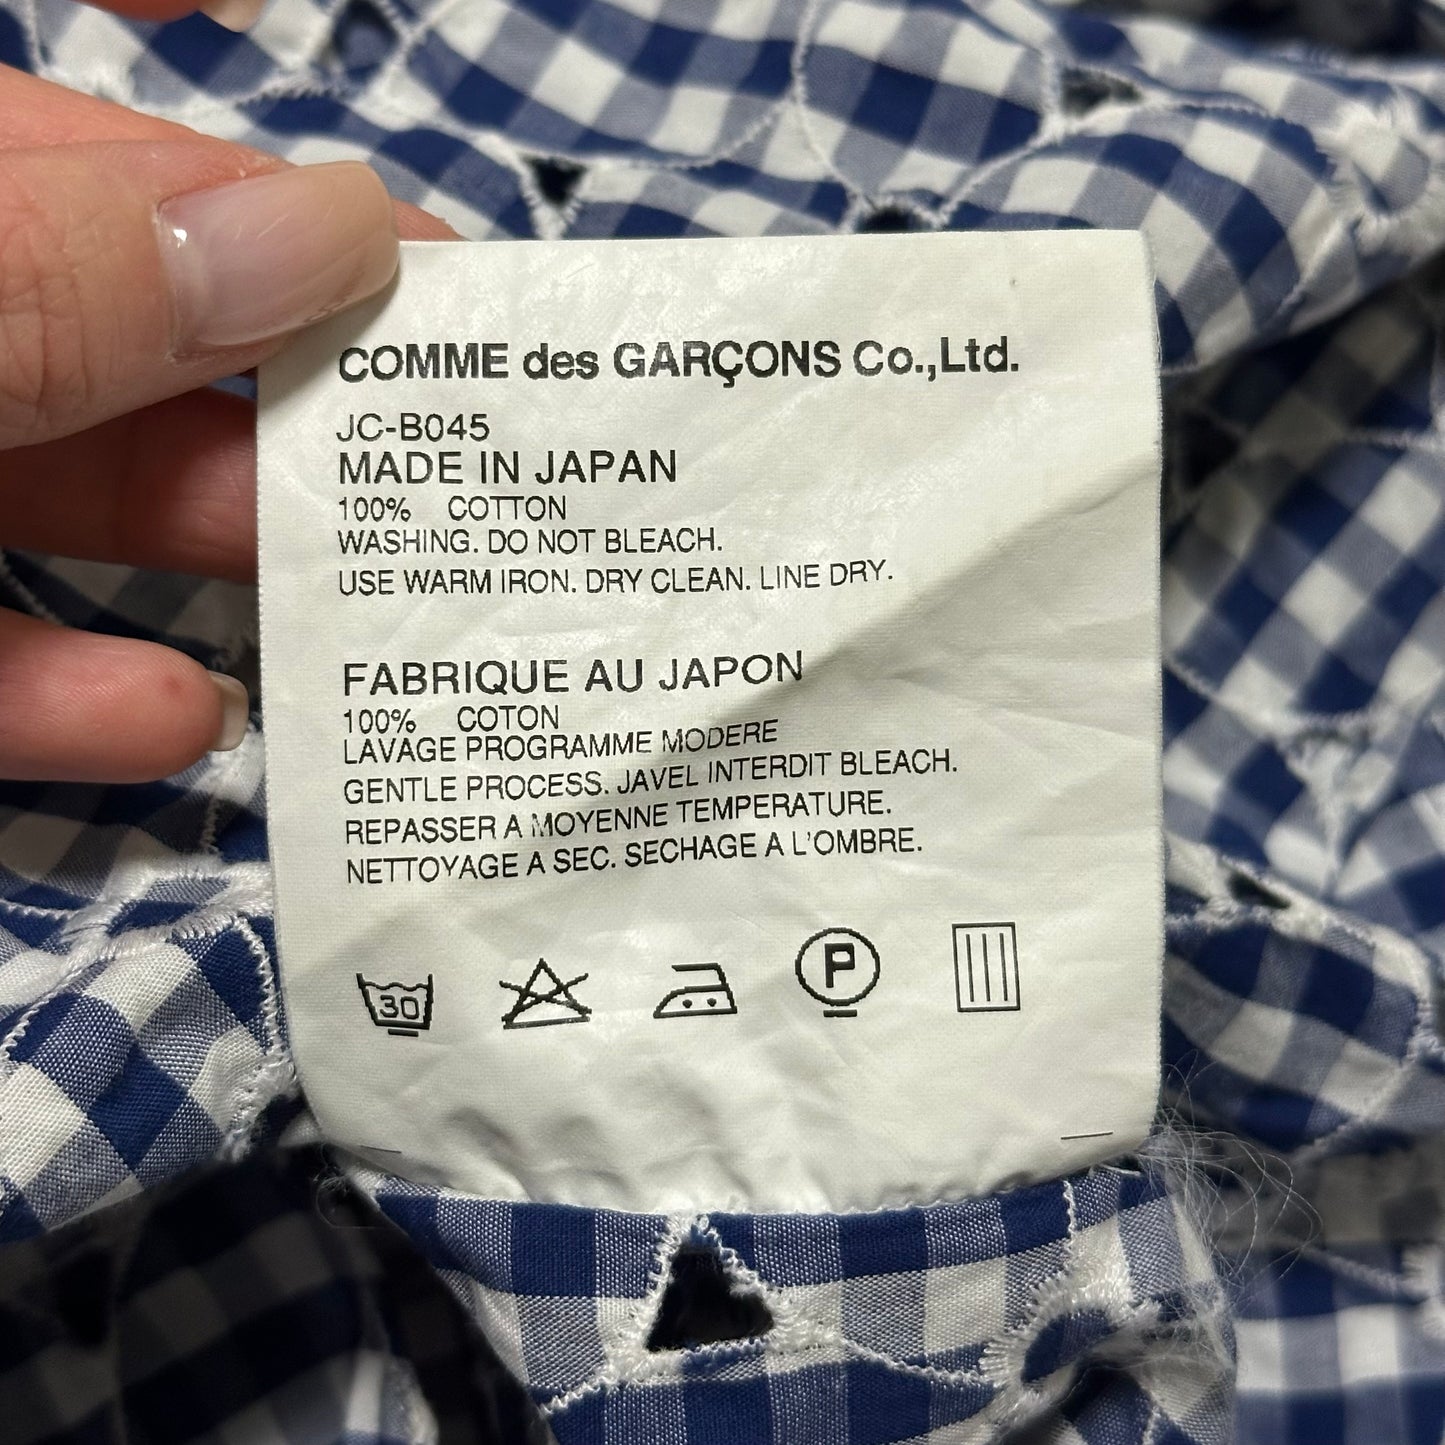 COMME des GARÇONS Co.,Ltd.
JC-B045
MADE IN JAPAN
100% COTTON
WASHING. DO NOT BLEACH.
USE WARM IRON. DRY CLEAN. LINE DRY.
FABRIQUE AU JAPON
100% COTON
LAVAGE PROGRAMME MODERE
GENTLE PROCESS. JAVEL INTERDIT BLEACH.
REPASSER A MOYENNE TEMPERATURE.
NETTOYAGE A SEC. SECHAGE A L'OMBRE.
30 P